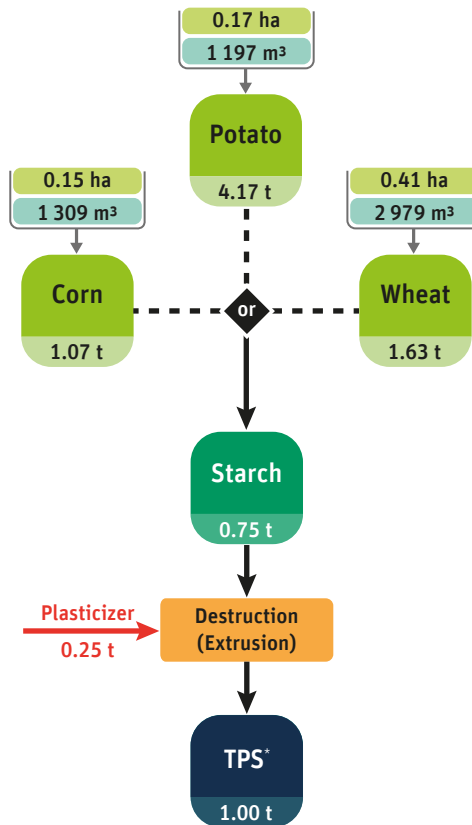 0.17 ha
1 197 m³
Potato
4.17 t
0.15 ha
1 309 m³
Corn
1.07 t
0.41 ha
2 979 m³
Wheat
1.63 t
or
Starch
0.75 t
Plasticizer
0.25 t
Destruction
(Extrusion)
TPS*
1.00 t